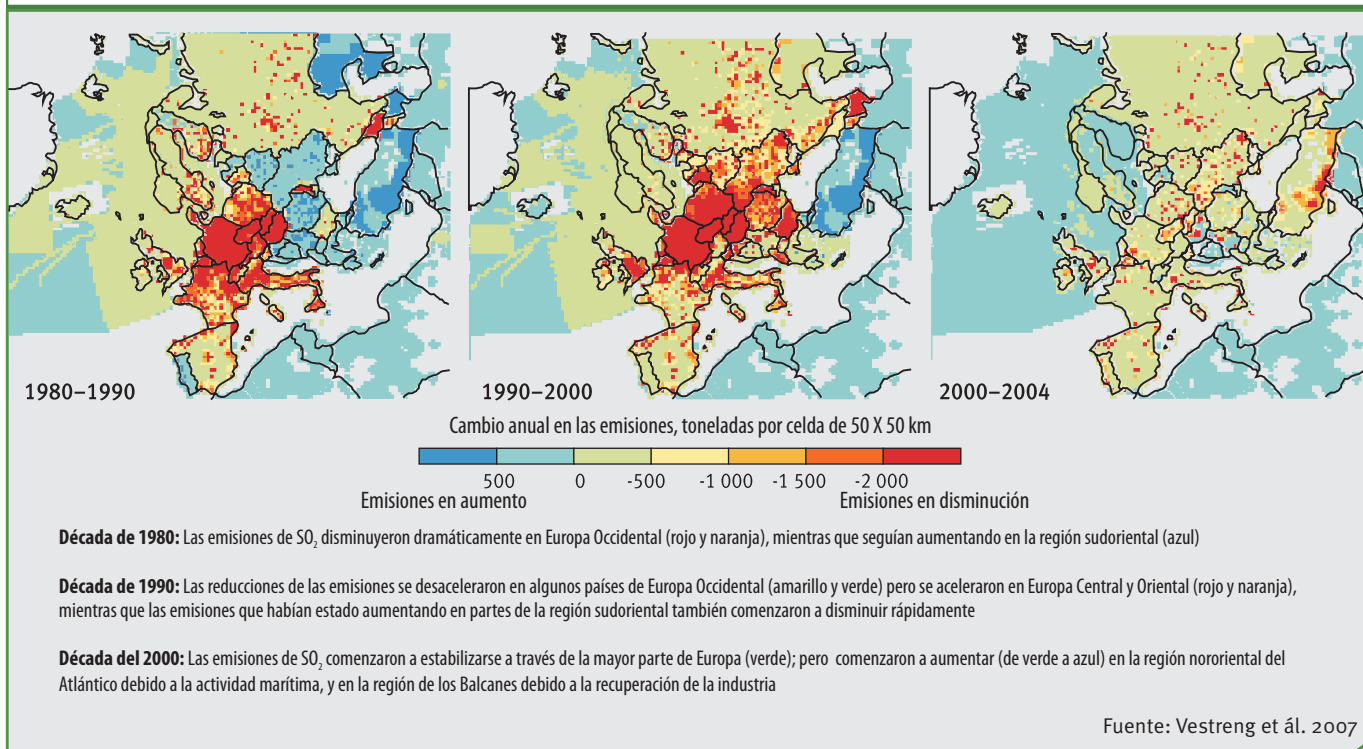 1980–1990
1990–2000
2000–2004
Cambio anual en las emisiones, toneladas por celda de 50 X 50 km
500 0 -500 -1 000 -1 500 -2 000
Emisiones en aumento Emisiones en disminución
Década de 1980: Las emisiones de SO₂ disminuyeron dramáticamente en Europa Occidental (rojo y naranja), mientras que seguían aumentando en la región sudoriental (azul)
Década de 1990: Las reducciones de las emisiones se desaceleraron en algunos países de Europa Occidental (amarillo y verde) pero se aceleraron en Europa Central y Oriental (rojo y naranja),
mientras que las emisiones que habían estado aumentando en partes de la región sudoriental también comenzaron a disminuir rápidamente
Década del 2000: Las emisiones de SO₂ comenzaron a estabilizarse a través de la mayor parte de Europa (verde); pero comenzaron a aumentar (de verde a azul) en la región nororiental del
Atlántico debido a la actividad marítima, y en la región de los Balcanes debido a la recuperación de la industria
Fuente: Vestreng et ál. 2007